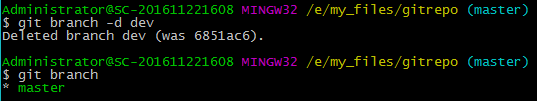 Administrator@SC-201611221608 MINGW32 /e/my_files/gitrepo (master)
$ git branch -d dev
Deleted branch dev (was 6851ac6).
Administrator@SC-201611221608 MINGW32 /e/my_files/gitrepo (master)
$ git branch
* master